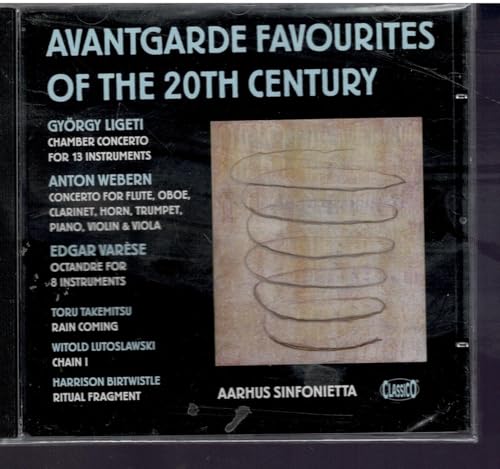 AVANTGARDE FAVOURITES
OF THE 20TH CENTURY
GYÖRGY LIGETI
CHAMBER CONCERTO
FOR 13 INSTRUMENTS
ANTON WEBERN
CONCERTO FOR FLUTE, OBOE,
CLARINET, HORN, TRUMPET,
PIANO, VIOLIN & VIOLA
EDGAR VARÈSE
OCTANDRE FOR
8 INSTRUMENTS
TORU TAKEMITSU
RAIN COMING
WITOLD LUTOSLAWSKI
CHAIN I
HARRISON BIRTWISTLE
RITUAL FRAGMENT
AARHUS SINFONIETTA
CLASSICO